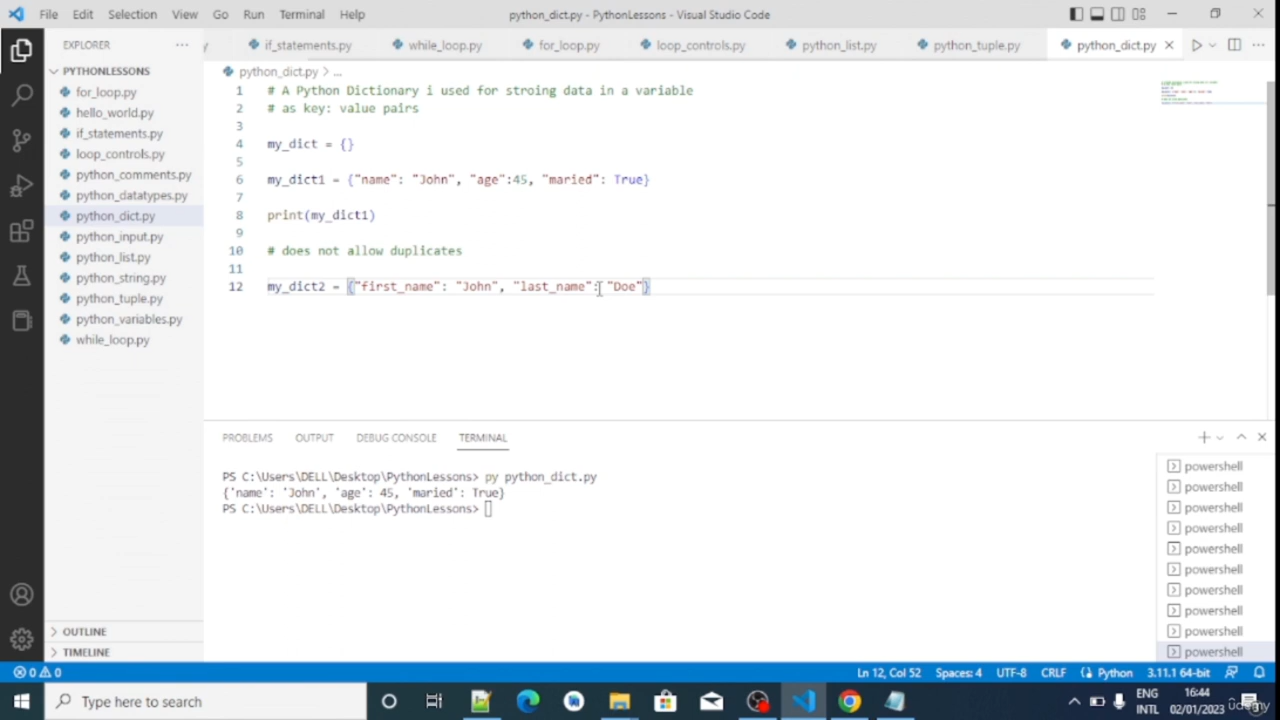 File Edit Selection View Go Run Terminal Help python_dict.py - PythonLessons - Visual Studio Code
EXPLORER ··· y if_statements.py while_loop.py for_loop.py loop_controls.py python_list.py python_tuple.py python_dict.py
PYTHONLESSONS
for_loop.py
hello_world.py
if_statements.py
loop_controls.py
python_comments.py
python_datatypes.py
python_dict.py
python_input.py
python_list.py
python_string.py
python_tuple.py
python_variables.py
while_loop.py
OUTLINE
TIMELINE
python_dict.py > ...
1 # A Python Dictionary i used for stroing data in a variable
2 # as key: value pairs
3
4 my_dict = {}
5
6 my_dict1 = {"name": "John", "age":45, "maried": True}
7
8 print(my_dict1)
9
10 # does not allow duplicates
11
12 my_dict2 = {"first_name": "John", "last_name": "Doe"}
PROBLEMS OUTPUT DEBUG CONSOLE TERMINAL
PS C:\Users\DELL\Desktop\PythonLessons> py python_dict.py
{'name': 'John', 'age': 45, 'maried': True}
PS C:\Users\DELL\Desktop\PythonLessons>
powershell
powershell
powershell
powershell
powershell
powershell
powershell
powershell
powershell
powershell
0 0 Ln 12, Col 52 Spaces: 4 UTF-8 CRLF Python 3.11.1 64-bit
Type here to search
ENG
INTL
16:44
02/01/2023
udemy